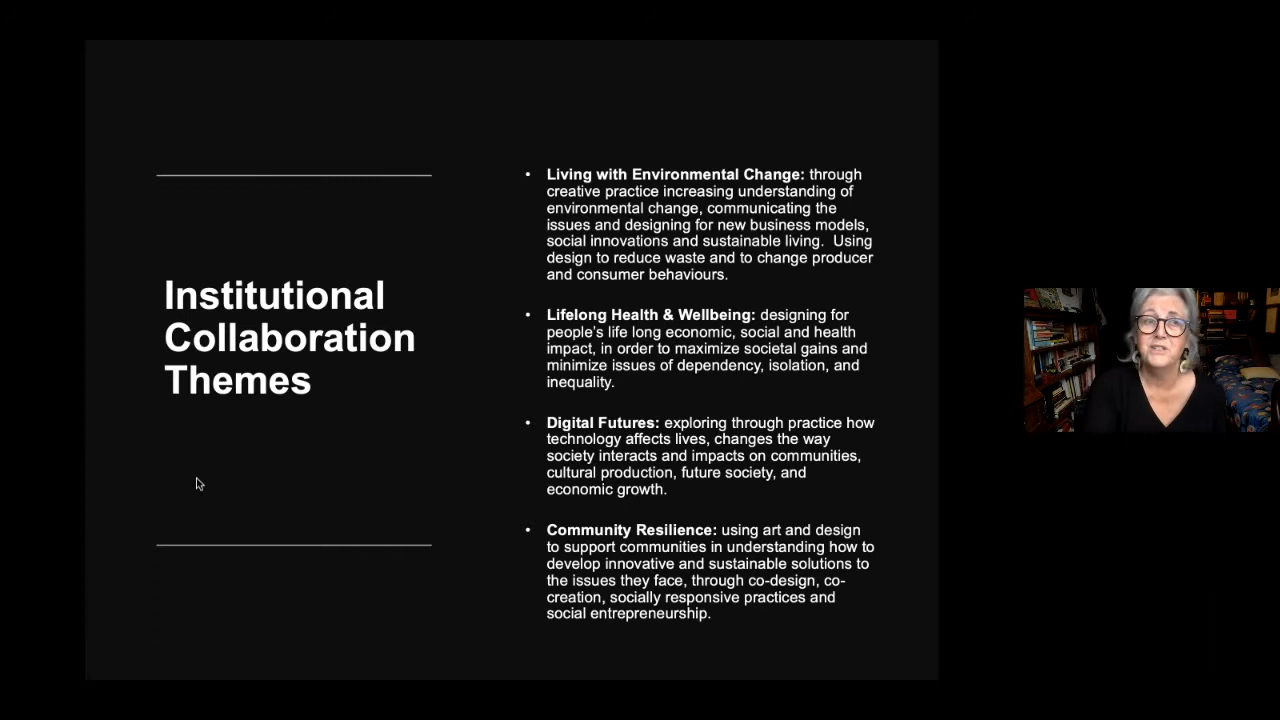 Institutional
Collaboration
Themes
• Living with Environmental Change: through
creative practice increasing understanding of
environmental change, communicating the
issues and designing for new business models,
social innovations and sustainable living.  Using
design to reduce waste and to change producer
and consumer behaviours.
• Lifelong Health & Wellbeing: designing for
people's life long economic, social and health
impact, in order to maximize societal gains and
minimize issues of dependency, isolation, and
inequality.
• Digital Futures: exploring through practice how
technology affects lives, changes the way
society interacts and impacts on communities,
cultural production, future society, and
economic growth.
• Community Resilience: using art and design
to support communities in understanding how to
develop innovative and sustainable solutions to
the issues they face, through co-design, co-
creation, socially responsive practices and
social entrepreneurship.